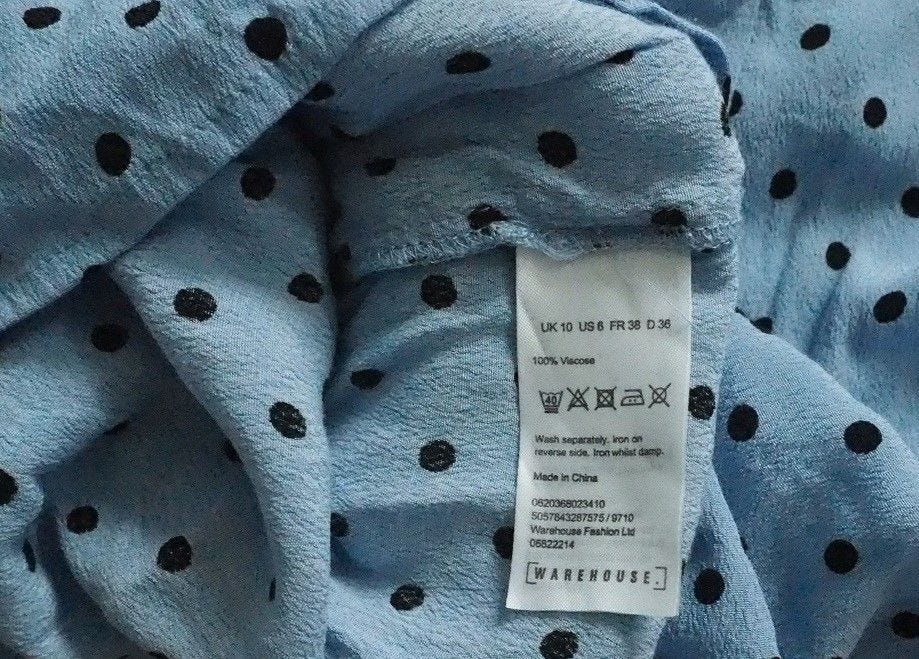 UK 10 US 6 FR 38 D 36
100% Viscose
40
Wash separately. Iron on
reverse side. Iron whilst damp.
Made in China
0620368023410
5057843287575 / 9710
Warehouse Fashion Ltd
05822214
[WAREHOUSE.]